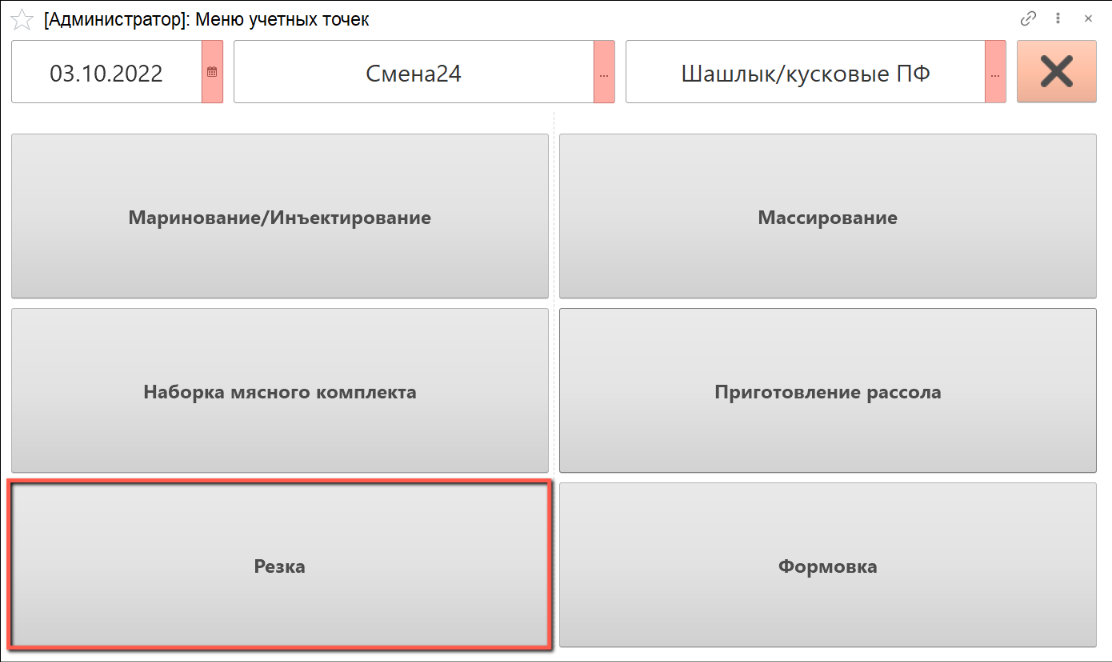 [Администратор]: Меню учетных точек
03.10.2022
Смена24
...
Шашлык/кусковые ПФ
...
Маринование/Инъектирование
Массирование
Наборка мясного комплекта
Приготовление рассола
Резка
Формовка